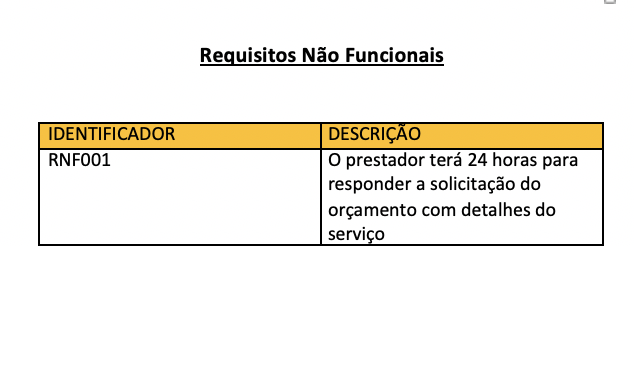 Requisitos Não Funcionais
IDENTIFICADOR DESCRIÇÃO
RNF001 O prestador terá 24 horas para
responder a solicitação do
orçamento com detalhes do
serviço